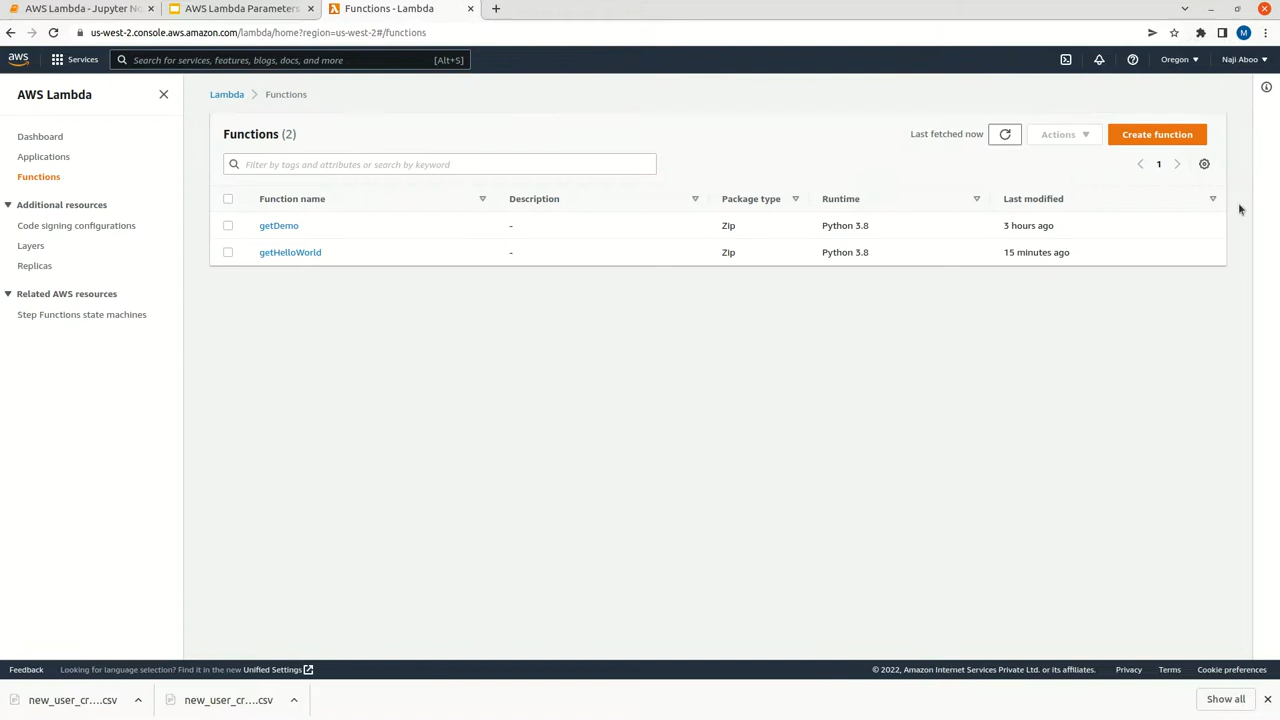 AWS Lambda - Jupyter No
AWS Lambda Parameters
Functions - Lambda
us-west-2.console.aws.amazon.com/lambda/home?region=us-west-2#/functions
M
aws
Services
Search for services, features, blogs, docs, and more
[Alt+S]
Oregon
Naji Aboo
AWS Lambda
Lambda
Functions
Dashboard
Applications
Functions
Additional resources
Code signing configurations
Layers
Replicas
Related AWS resources
Step Functions state machines
Functions (2)
Last fetched now
Actions
Create function
Filter by tags and attributes or search by keyword
1
Function name
Description
Package type
Runtime
Last modified
getDemo - Zip Python 3.8 3 hours ago
getHelloWorld - Zip Python 3.8 15 minutes ago
Feedback
Looking for language selection? Find it in the new Unified Settings
© 2022, Amazon Internet Services Private Ltd. or its affiliates.
Privacy
Terms
Cookie preferences
new_user_cr....csv
new_user_cr....csv
Show all